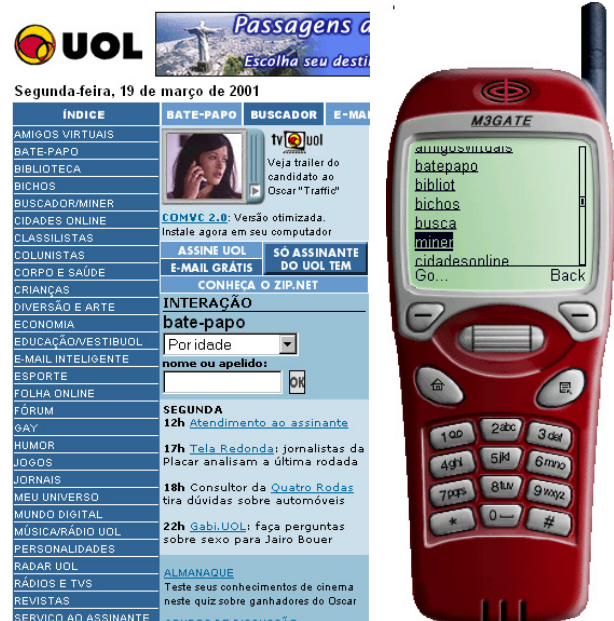 UOL
Passagens a
Escolha seu desti
Segunda-feira, 19 de março de 2001
ÍNDICE
AMIGOS VIRTUAIS
BATE-PAPO
BIBLIOTECA
BICHOS
BUSCADOR/MINER
CIDADES ONLINE
CLASSILISTAS
COLUNISTAS
CORPO E SAÚDE
CRIANÇAS
DIVERSÃO E ARTE
ECONOMIA
EDUCAÇÃO/VESTIBUOL
E-MAIL INTELIGENTE
ESPORTE
FOLHA ONLINE
FÓRUM
GAY
HUMOR
JOGOS
JORNAIS
MEU UNIVERSO
MUNDO DIGITAL
MÚSICA/RÁDIO UOL
PERSONALIDADES
RADAR UOL
RÁDIOS E TVS
REVISTAS
SERVIÇO AO ASSINANTE
BATE-PAPO BUSCADOR E-MA
tv uol
Veja trailer do
candidato ao
Oscar "Traffic"
COMVC 2.0: Versão otimizada.
Instale agora em seu computador
ASSINE UOL
E-MAIL GRÁTIS
SÓ ASSINANTE
DO UOL TEM
CONHEÇA O ZIP.NET
INTERAÇÃO
bate-papo
Por idade
nome ou apelido:
OK
SEGUNDA
12h Atendimento ao assinante
17h Tela Redonda: jornalistas da
Placar analisam a última rodada
18h Consultor da Quatro Rodas
tira dúvidas sobre automóveis
22h Gabi.UOL: faça perguntas
sobre sexo para Jairo Bouer
ALMANAQUE
Teste seus conhecimentos de cinema
neste quiz sobre ganhadores do Oscar
M3GATE
amigosvirtuais
batepapo
bibliot
bichos
busca
miner
cidadesonline
Go... Back
1 2abc 3def
4ghi 5jkl 6mno
7pqrs 8tuv 9wxyz
* 0 #